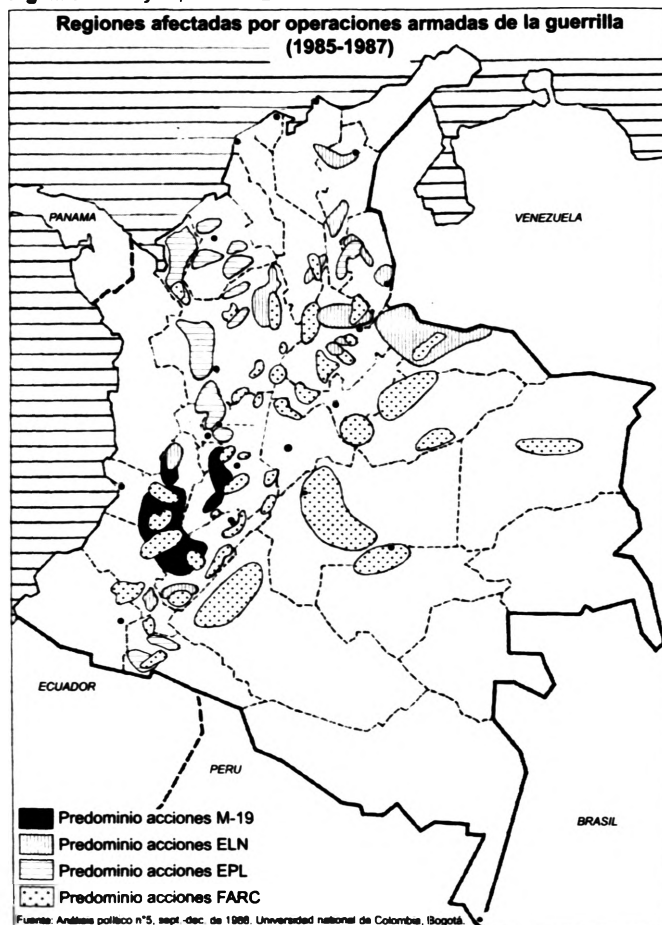 Regiones afectadas por operaciones armadas de la guerrilla
(1985-1987)
PANAMA
VENEZUELA
ECUADOR
PERU
BRASIL
Predominio acciones M-19
Predominio acciones ELN
Predominio acciones EPL
Predominio acciones FARC
Fuente: Análisis político n°5, sept.-dec. de 1988. Universidad national de Colombia, Bogotá.